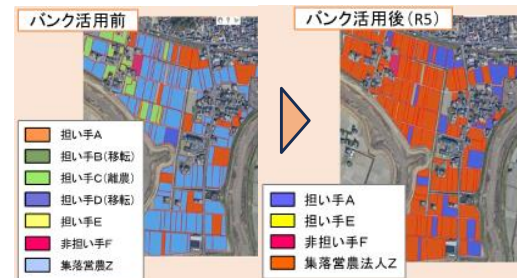 バンク活用前
担い手A
担い手B(移転)
担い手C(離農)
担い手D(移転)
担い手E
非担い手F
集落営農Z
バンク活用後(R5)
担い手A
担い手E
非担い手F
集落営農法人Z